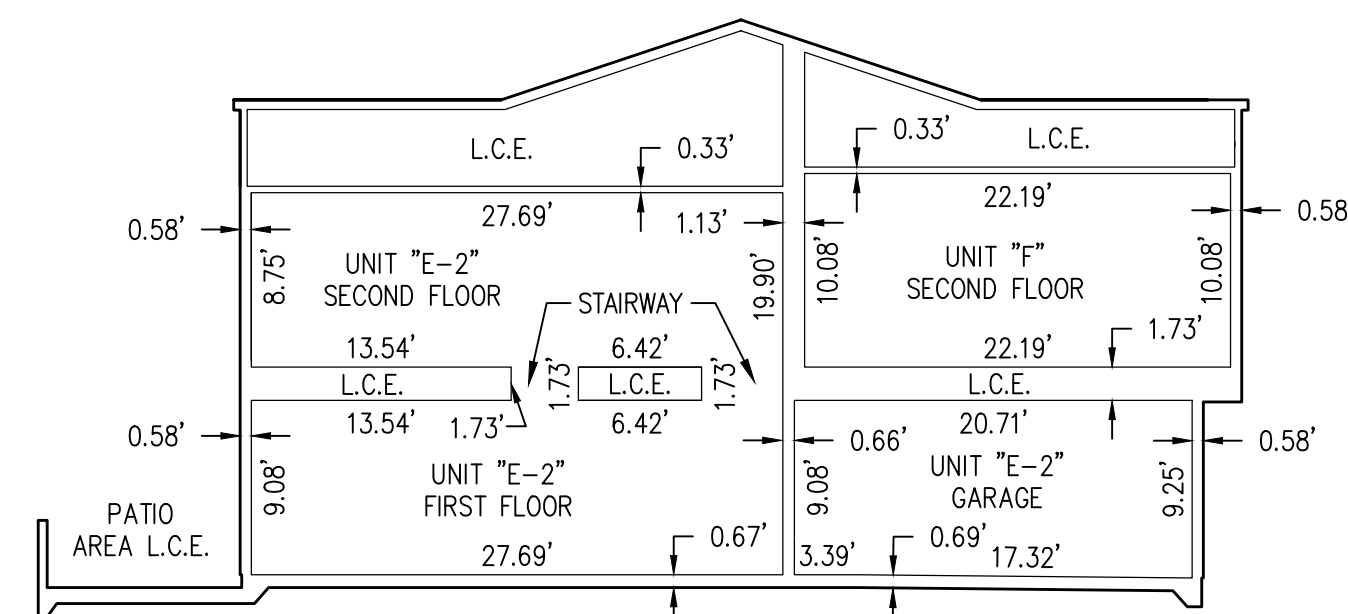 L.C.E.
0.33'
0.33'
L.C.E.
27.69'
1.13'
22.19'
0.58'
0.58
8.75'
UNIT "E-2"
SECOND FLOOR
19.90'
10.08'
UNIT "F"
SECOND FLOOR
10.08'
STAIRWAY
13.54'
6.42'
22.19'
1.73'
L.C.E.
1.73'
L.C.E.
1.73'
L.C.E.
13.54'
1.73'
6.42'
20.71'
0.58'
0.66'
0.58'
9.08'
UNIT "E-2"
FIRST FLOOR
9.08'
UNIT "E-2"
GARAGE
9.25'
PATIO
AREA L.C.E.
27.69'
0.67'
3.39'
0.69'
17.32'